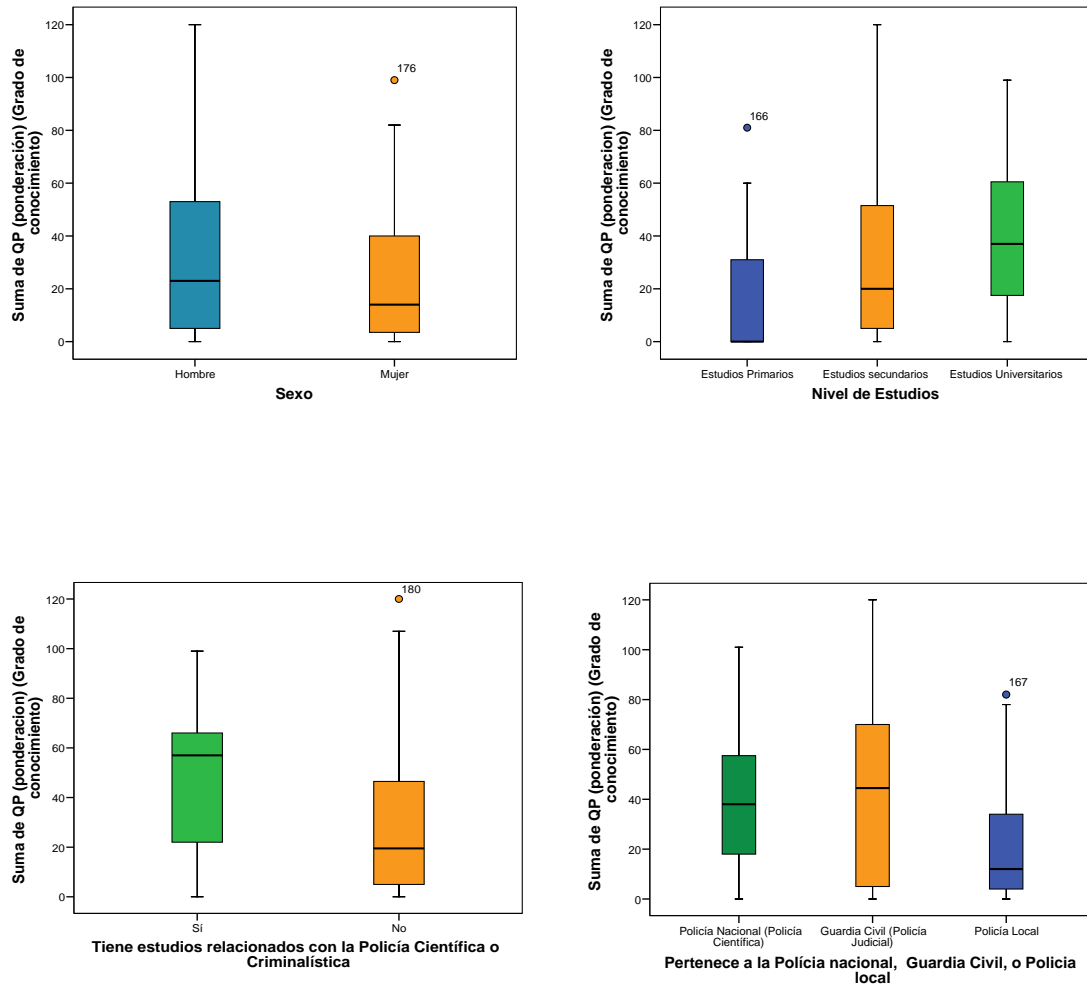 Suma de QP (ponderación) (Grado de
conocimiento)
120
100
80
60
40
20
0
176
Hombre
Mujer
Sexo
Suma de QP (ponderación) (Grado de
conocimiento)
120
100
80
60
40
20
0
166
Estudios Primarios
Estudios secundarios
Estudios Universitarios
Nivel de Estudios
Suma de QP (ponderación) (Grado de
conocimiento)
120
100
80
60
40
20
0
180
Sí
No
Tiene estudios relacionados con la Policía Científica o
Criminalística
Suma de QP (ponderación) (Grado de
conocimiento)
120
100
80
60
40
20
0
167
Policía Nacional (Policía
Científica)
Guardia Civil (Policía
Judicial)
Policía Local
Pertenece a la Polícia nacional, Guardia Civil, o Policia
local